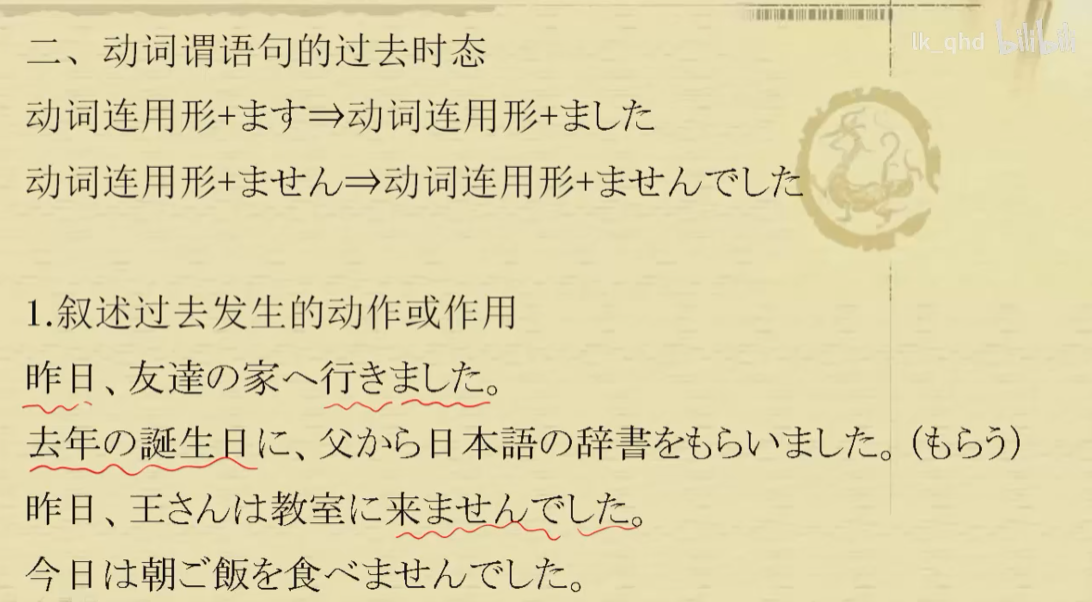 lk_qhd bilibili
二、动词谓语句的过去时态
动词连用形+ます⇒动词连用形+ました
动词连用形+ません⇒动词连用形+ませんでした
1.叙述过去发生的动作或作用
昨日、友達の家へ行きました。
去年の誕生日に、父から日本語の辞書をもらいました。(もらう)
昨日、王さんは教室に来ませんでした。
今日は朝ご飯を食べませんでした。